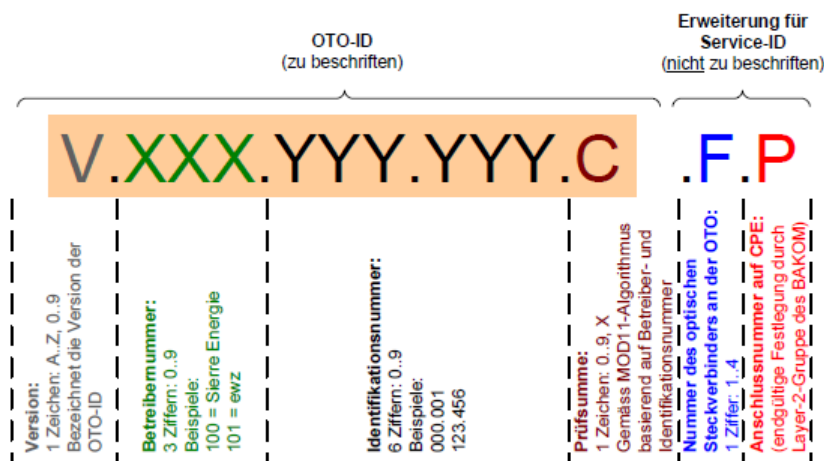 OTO-ID
(zu beschriften)
Erweiterung für
Service-ID
(nicht zu beschriften)
V.XXX.YYY.YYY.C .F.P
Version:
1 Zeichen: A..Z, 0..9
Bezeichnet die Version der
OTO-ID
Betreibernummer:
3 Ziffern: 0..9
Beispiele:
100 = Sierre Energie
101 = ewz
Identifikationsnummer:
6 Ziffern: 0..9
Beispiele:
000.001
123.456
Prüfsumme:
1 Zeichen: 0..9, X
Gemäss MOD11-Algorithmus
basierend auf Betreiber- und
Identifikationsnummer
Nummer des optischen
Steckverbinders an der OTO:
1 Ziffer: 1..4
Anschlussnummer auf CPE:
(endgültige Festlegung durch
Layer-2-Gruppe des BAKOM)